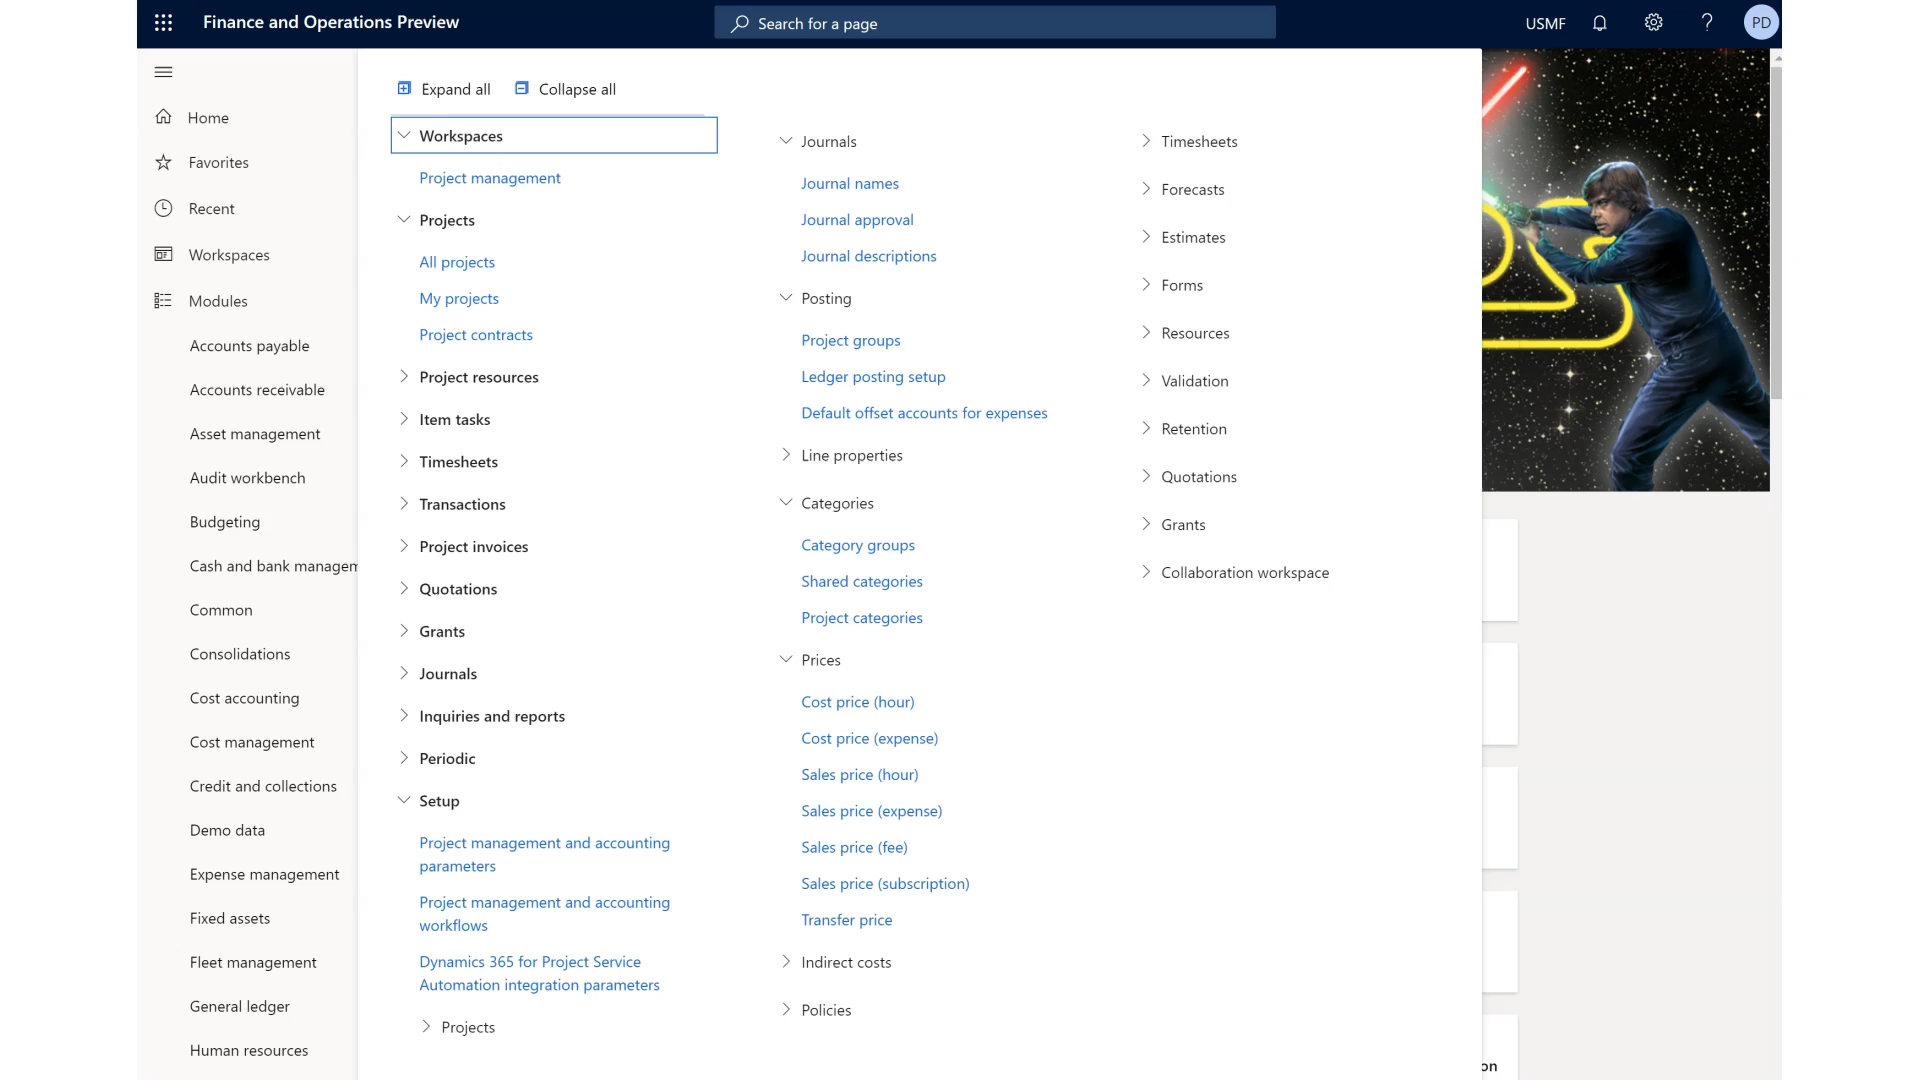 Finance and Operations Preview
Search for a page
USMF
PD
Expand all
Collapse all
Home
Favorites
Recent
Workspaces
Modules
Accounts payable
Accounts receivable
Asset management
Audit workbench
Budgeting
Cash and bank managem
Common
Consolidations
Cost accounting
Cost management
Credit and collections
Demo data
Expense management
Fixed assets
Fleet management
General ledger
Human resources
Workspaces
Project management
Projects
All projects
My projects
Project contracts
Project resources
Item tasks
Timesheets
Transactions
Project invoices
Quotations
Grants
Journals
Inquiries and reports
Periodic
Setup
Project management and accounting
parameters
Project management and accounting
workflows
Dynamics 365 for Project Service
Automation integration parameters
Projects
Journals
Journal names
Journal approval
Journal descriptions
Posting
Project groups
Ledger posting setup
Default offset accounts for expenses
Line properties
Categories
Category groups
Shared categories
Project categories
Prices
Cost price (hour)
Cost price (expense)
Sales price (hour)
Sales price (expense)
Sales price (fee)
Sales price (subscription)
Transfer price
Indirect costs
Policies
Timesheets
Forecasts
Estimates
Forms
Resources
Validation
Retention
Quotations
Grants
Collaboration workspace
on